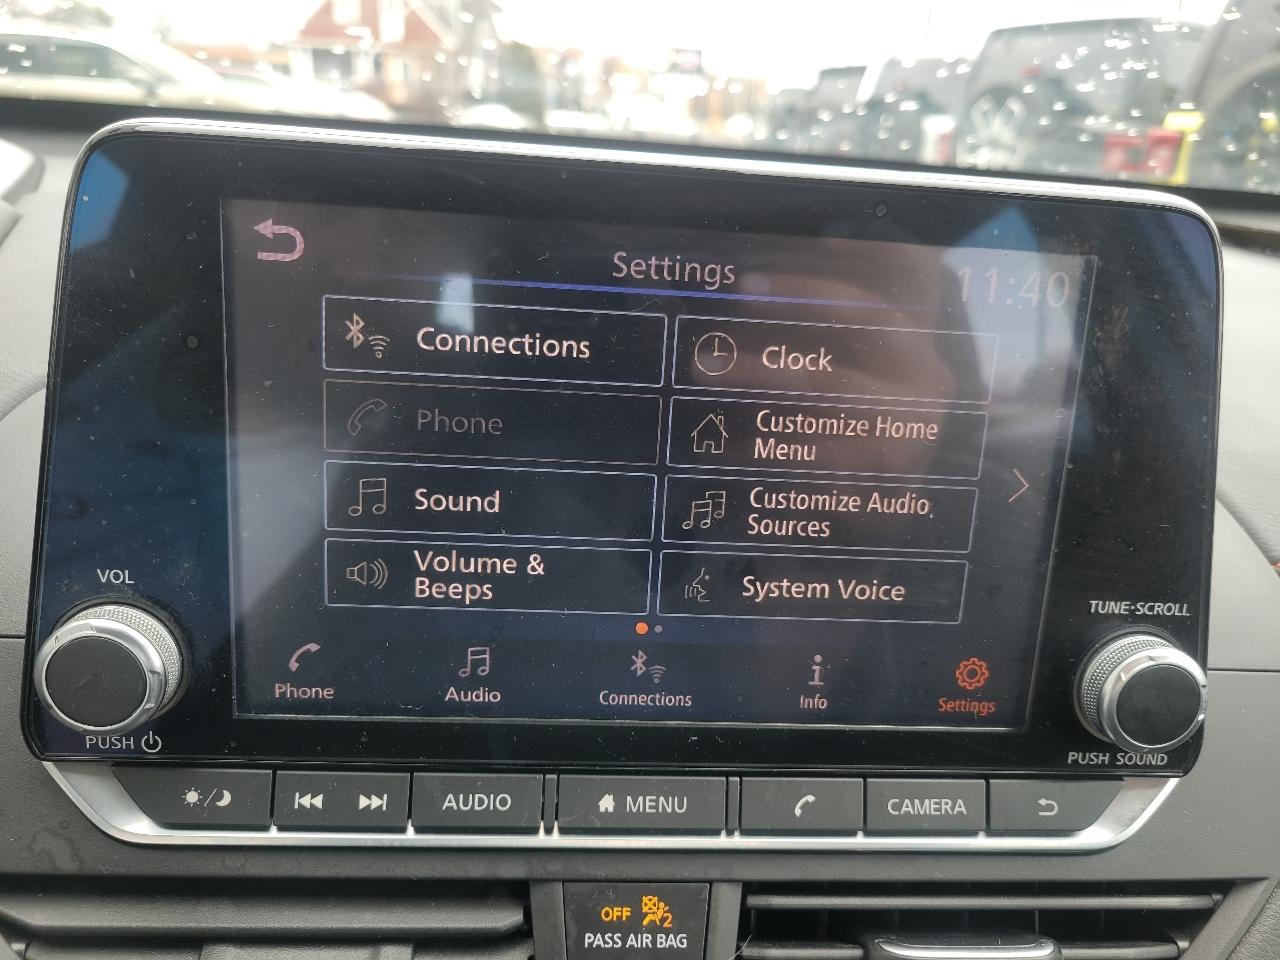 Settings
11:40
Connections
Clock
Phone
Customize Home
Menu
Sound
Customize Audio
Sources
Volume &
Beeps
System Voice
Phone
Audio
Connections
Info
Settings
VOL
PUSH
TUNE·SCROLL
PUSH SOUND
AUDIO
MENU
CAMERA
OFF
2
PASS AIR BAG